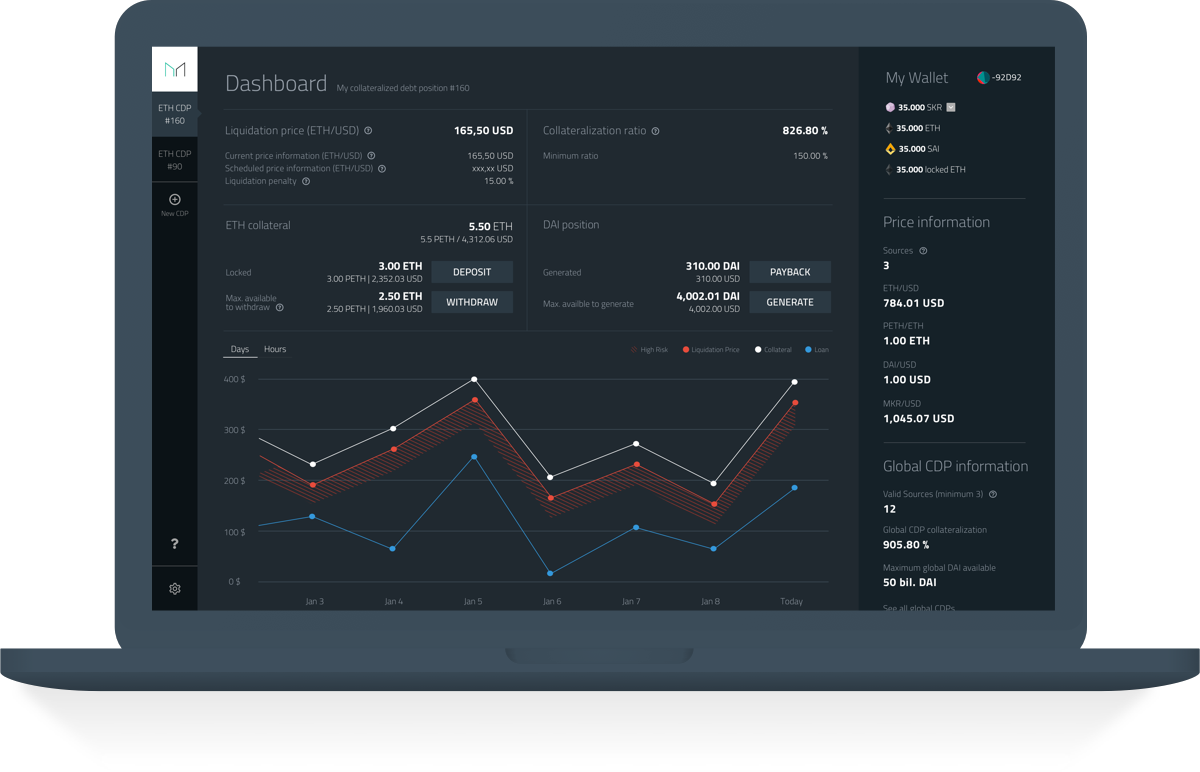 ETH CDP
#160
ETH CDP
#90
New CDP
?
Dashboard My collateralized debt position #160
Liquidation price (ETH/USD) ? 165,50 USD
Current price information (ETH/USD) ? 165,50 USD
Scheduled price information (ETH/USD) ? xxx,xx USD
Liquidation penalty ? 15.00 %
Collateralization ratio ? 826.80 %
Minimum ratio 150.00 %
ETH collateral 5.50 ETH
5.5 PETH / 4,312.06 USD
Locked 3.00 ETH DEPOSIT
3.00 PETH | 2,352.03 USD
Max. available
to withdraw ? 2.50 ETH WITHDRAW
2.50 PETH | 1,960.03 USD
DAI position
Generated 310.00 DAI PAYBACK
310.00 USD
Max. availble to generate 4,002.01 DAI GENERATE
4,002.00 USD
Days Hours
High Risk Liquidation Price Collateral Loan
400 $
300 $
200 $
100 $
0 $
Jan 3 Jan 4 Jan 5 Jan 6 Jan 7 Jan 8 Today
My Wallet -92D92
35.000 SKR
35.000 ETH
35.000 SAI
35.000 locked ETH
Price information
Sources ?
3
ETH/USD
784.01 USD
PETH/ETH
1.00 ETH
DAI/USD
1.00 USD
MKR/USD
1,045.07 USD
Global CDP information
Valid Sources (minimum 3) ?
12
Global CDP collateralization
905.80 %
Maximum global DAI available
50 bil. DAI
See all global CDPs